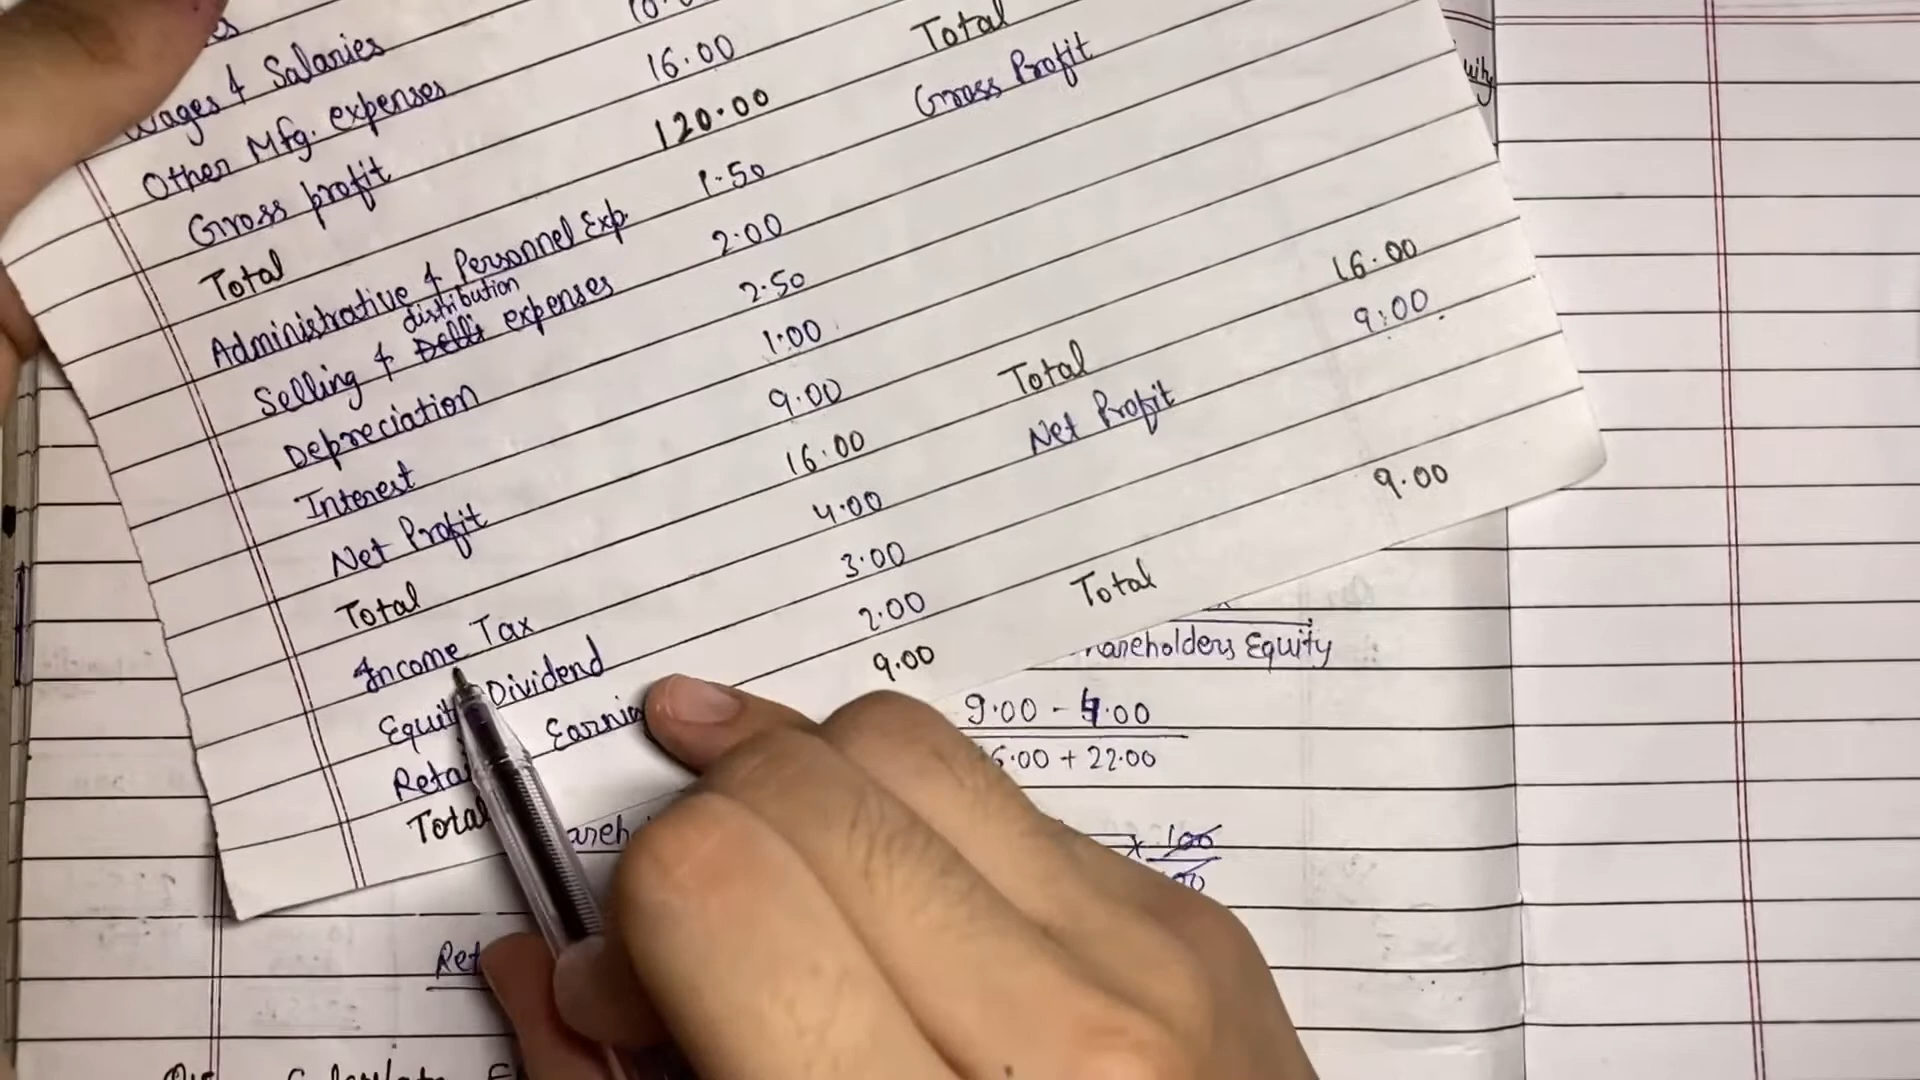 Wages & Salaries
Other Mfg. expenses 16.00 Total
Gross profit 120.00 Gross Profit
Total 1.50
Administrative & Personnel Exp. 2.00
distribution
Selling & expenses 2.50 16.00
Depreciation 1.00 9.00
Interest 9.00 Total
Net Profit 16.00 Net Profit
Total 4.00 9.00
Income Tax 3.00
Equity Dividend 2.00 Total
Earnin 9.00
Total
areholders Equity
9.00 - 4.00
6.00 + 22.00
100
Ret